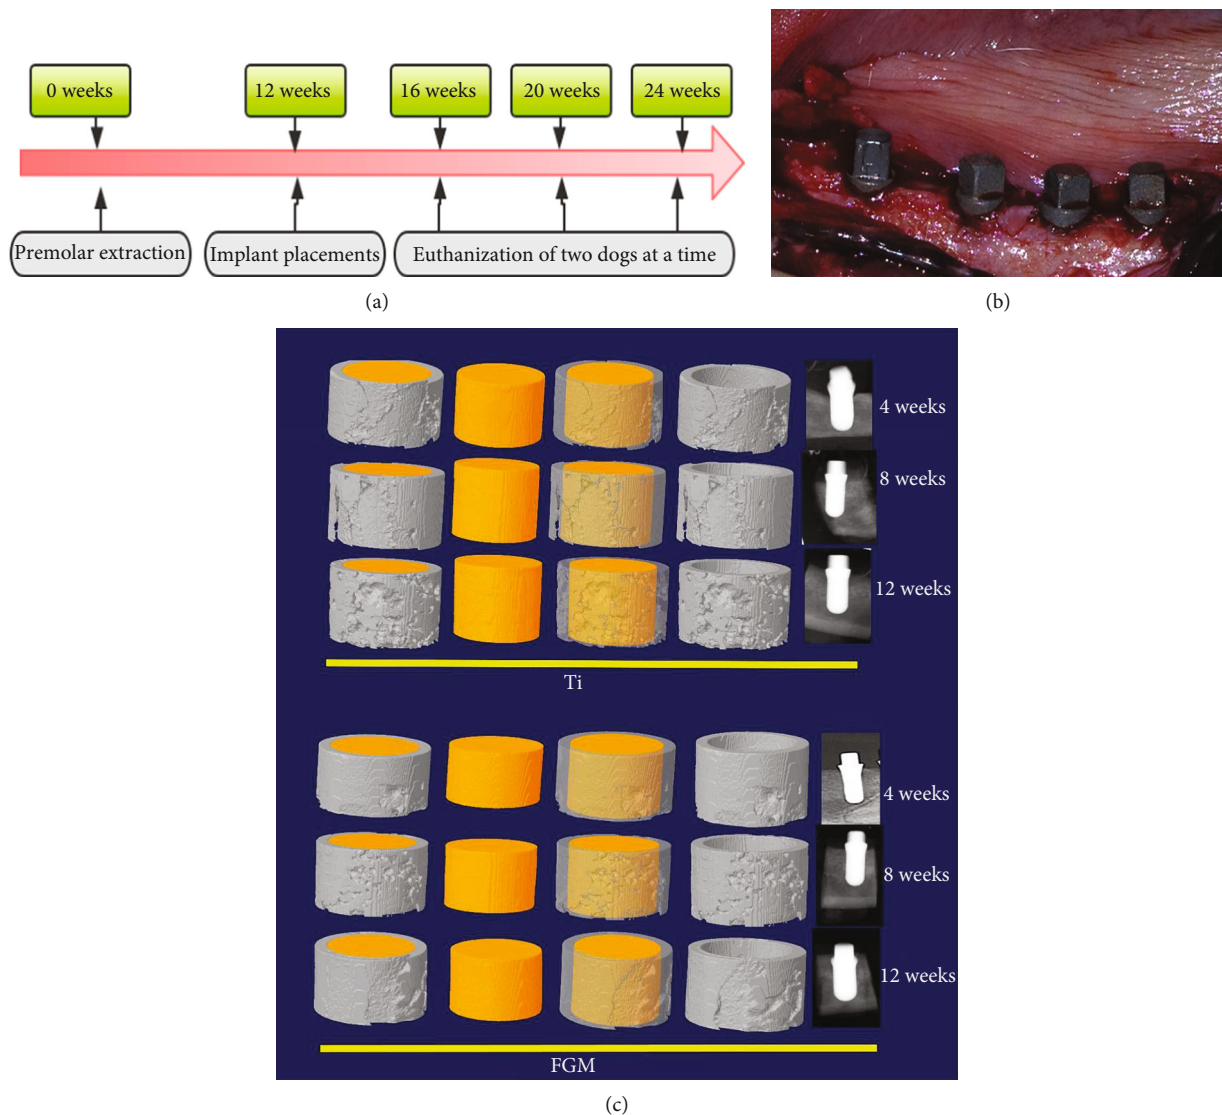 0 weeks
12 weeks
16 weeks
20 weeks
24 weeks
Premolar extraction
Implant placements
Euthanization of two dogs at a time
(a)
(b)
4 weeks
8 weeks
12 weeks
Ti
4 weeks
8 weeks
12 weeks
FGM
(c)